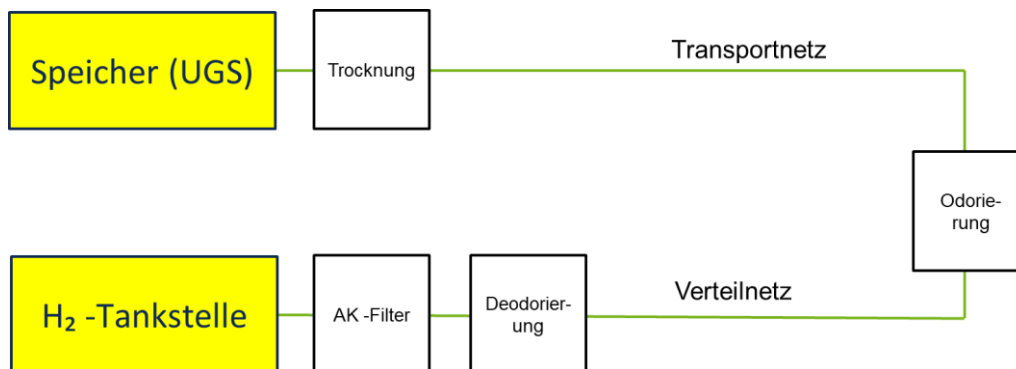 Speicher (UGS)
Trocknung
Transportnetz
Odorie-
rung
H₂ -Tankstelle
AK -Filter
Deodorier-
ung
Verteilnetz